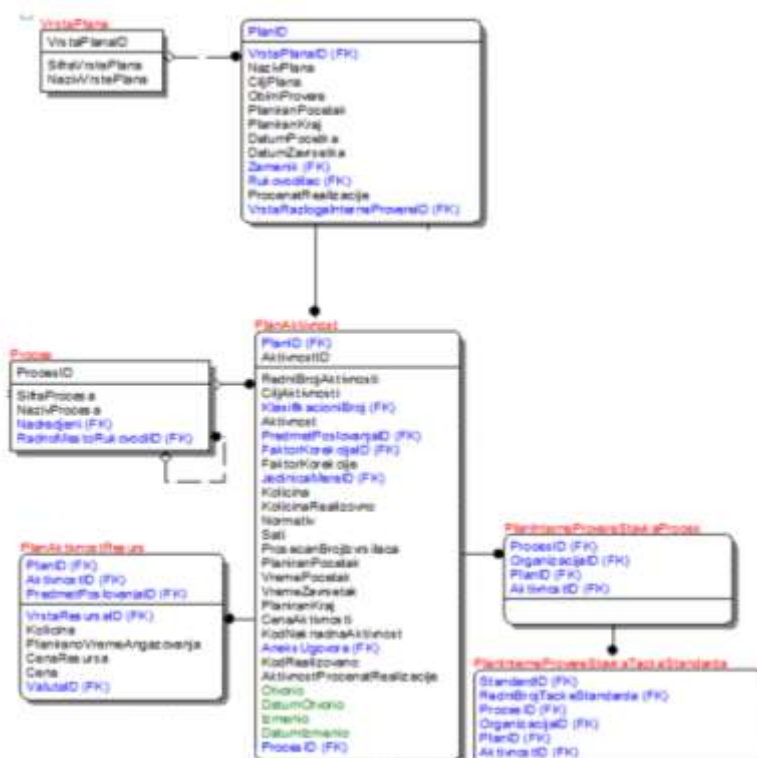 VrstaPlana
VrstaPlanaID
SifraVrstePlana
NazivVrstePlana
PlanID
VrstaPlanaID (FK)
NazivPlana
CiljPlana
ObimProvere
PlaniranPocetak
PlaniranKraj
DatumPocetka
DatumZavrsetka
Zamenik (FK)
Rukovodilac (FK)
ProcenatRealizacije
VrstaRazlogaInterneProvereID (FK)
Proces
ProcesID
SifraProcesa
NazivProcesa
Nadredjeni (FK)
RadnoMestoRukovodiID (FK)
PlanAktivnost
PlanID (FK)
AktivnostID
RedniBrojAktivnosti
CiljAktivnosti
KlasifikacioniBroj (FK)
Aktivnost
PredmetPoslovanjaID (FK)
FaktorKorekcijeID (FK)
FaktorKorekcije
JedinicaMereID (FK)
Kolicina
KolicinaRealizovno
Normativ
Sati
ProsecanBrojIzvrsilaca
PlaniranPocetak
VremePocetak
VremeZavrsetak
PlaniranKraj
CenaAktivnosti
KodNaknadnaAktivnost
AneksUgovora (FK)
KodRealizovano
AktivnostProcenatRealizacije
Otvorio
DatumOtvorio
Izmenio
DatumIzmenio
ProcesID (FK)
PlanAktivnostResurs
PlanID (FK)
AktivnostID (FK)
PredmetPoslovanjaID (FK)
VrstaResursaID (FK)
Kolicina
PlaniranoVremeAngazovanja
CenaResursa
Cena
ValutaID (FK)
PlanInterneProvereStavkaProces
ProcesID (FK)
OrganizacijaID (FK)
PlanID (FK)
AktivnostID (FK)
PlanInterneProvereStavkaTackeStandarda
StandardID (FK)
RedniBrojTackeStandarda (FK)
ProcesID (FK)
OrganizacijaID (FK)
PlanID (FK)
AktivnostID (FK)